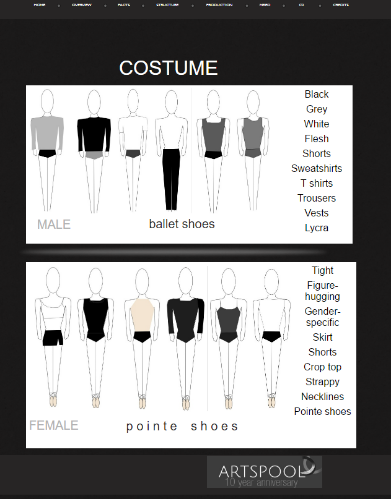 HOME
COSTUME
Black
Grey
White
Flesh
Shorts
Sweatshirts
T shirts
Trousers
Vests
Lycra
MALE
ballet shoes
Tight
Figure-
hugging
Gender-
specific
Skirt
Shorts
Crop top
Strappy
Necklines
Pointe shoes
FEMALE
pointe shoes
ARTSPOOL
10 year anniversary